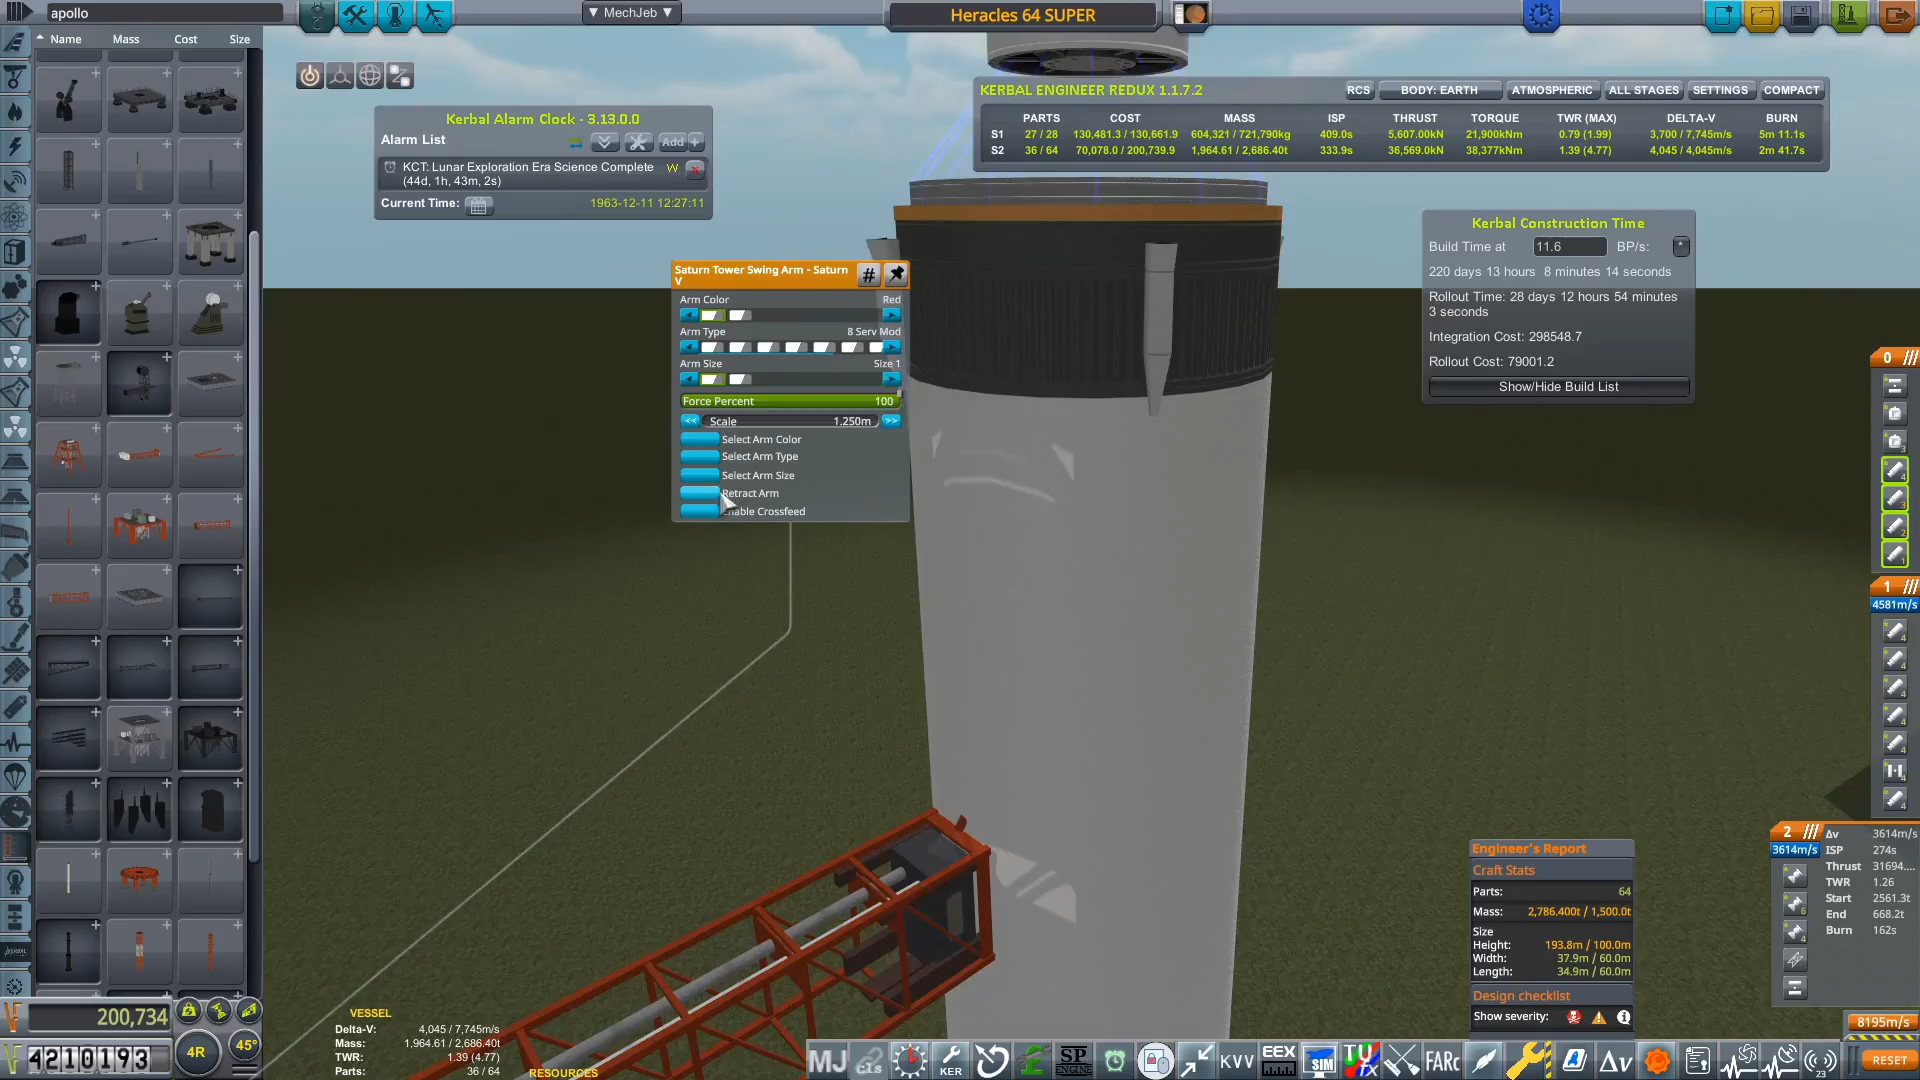 apollo
▼ MechJeb ▼
Heracles 64 SUPER
Name Mass Cost Size
Kerbal Alarm Clock - 3.13.0.0
Alarm List
Add +
KCT: Lunar Exploration Era Science Complete
(44d, 1h, 43m, 2s)
W
Current Time:
1963-12-11 12:27:11
KERBAL ENGINEER REDUX 1.1.7.2
RCS BODY: EARTH ATMOSPHERIC ALL STAGES SETTINGS COMPACT
PARTS COST MASS ISP THRUST TORQUE TWR (MAX) DELTA-V BURN
S1 27 / 28 130,481.3 / 130,661.9 604,321 / 721,790kg 409.0s 5,607.00kN 21,900kNm 0.79 (1.99) 3,700 / 7,745m/s 5m 11.1s
S2 36 / 64 70,078.0 / 200,739.9 1,964.61 / 2,686.40t 333.9s 36,569.0kN 38,377kNm 1.39 (4.77) 4,045 / 4,045m/s 2m 41.7s
Kerbal Construction Time
Build Time at 11.6 BP/s: *
220 days 13 hours 8 minutes 14 seconds
Rollout Time: 28 days 12 hours 54 minutes
3 seconds
Integration Cost: 298548.7
Rollout Cost: 79001.2
Show/Hide Build List
Saturn Tower Swing Arm - Saturn
V
#
Arm Color Red
Arm Type 8 Serv Mod
Arm Size Size 1
Force Percent 100
<< Scale 1.250m >>
Select Arm Color
Select Arm Type
Select Arm Size
Retract Arm
Enable Crossfeed
0
1
4581m/s
2
3614m/s
Δv 3614m/s
ISP 274s
Thrust 31694....
TWR 1.26
Start 2561.3t
End 668.2t
Burn 162s
8195m/s
RESET
Engineer's Report
Craft Stats
Parts: 64
Mass: 2,786.400t / 1,500.0t
Size
Height: 193.8m / 100.0m
Width: 37.9m / 60.0m
Length: 34.9m / 60.0m
Design checklist
Show severity:
VESSEL
Delta-V: 4,045 / 7,745m/s
Mass: 1,964.61 / 2,686.40t
TWR: 1.39 (4.77)
Parts: 36 / 64
RESOURCES
200,734
4210193
4R
45°
MJ cls KER SP ENGINE KVV EEX SIM TUfx FARc Δv 23